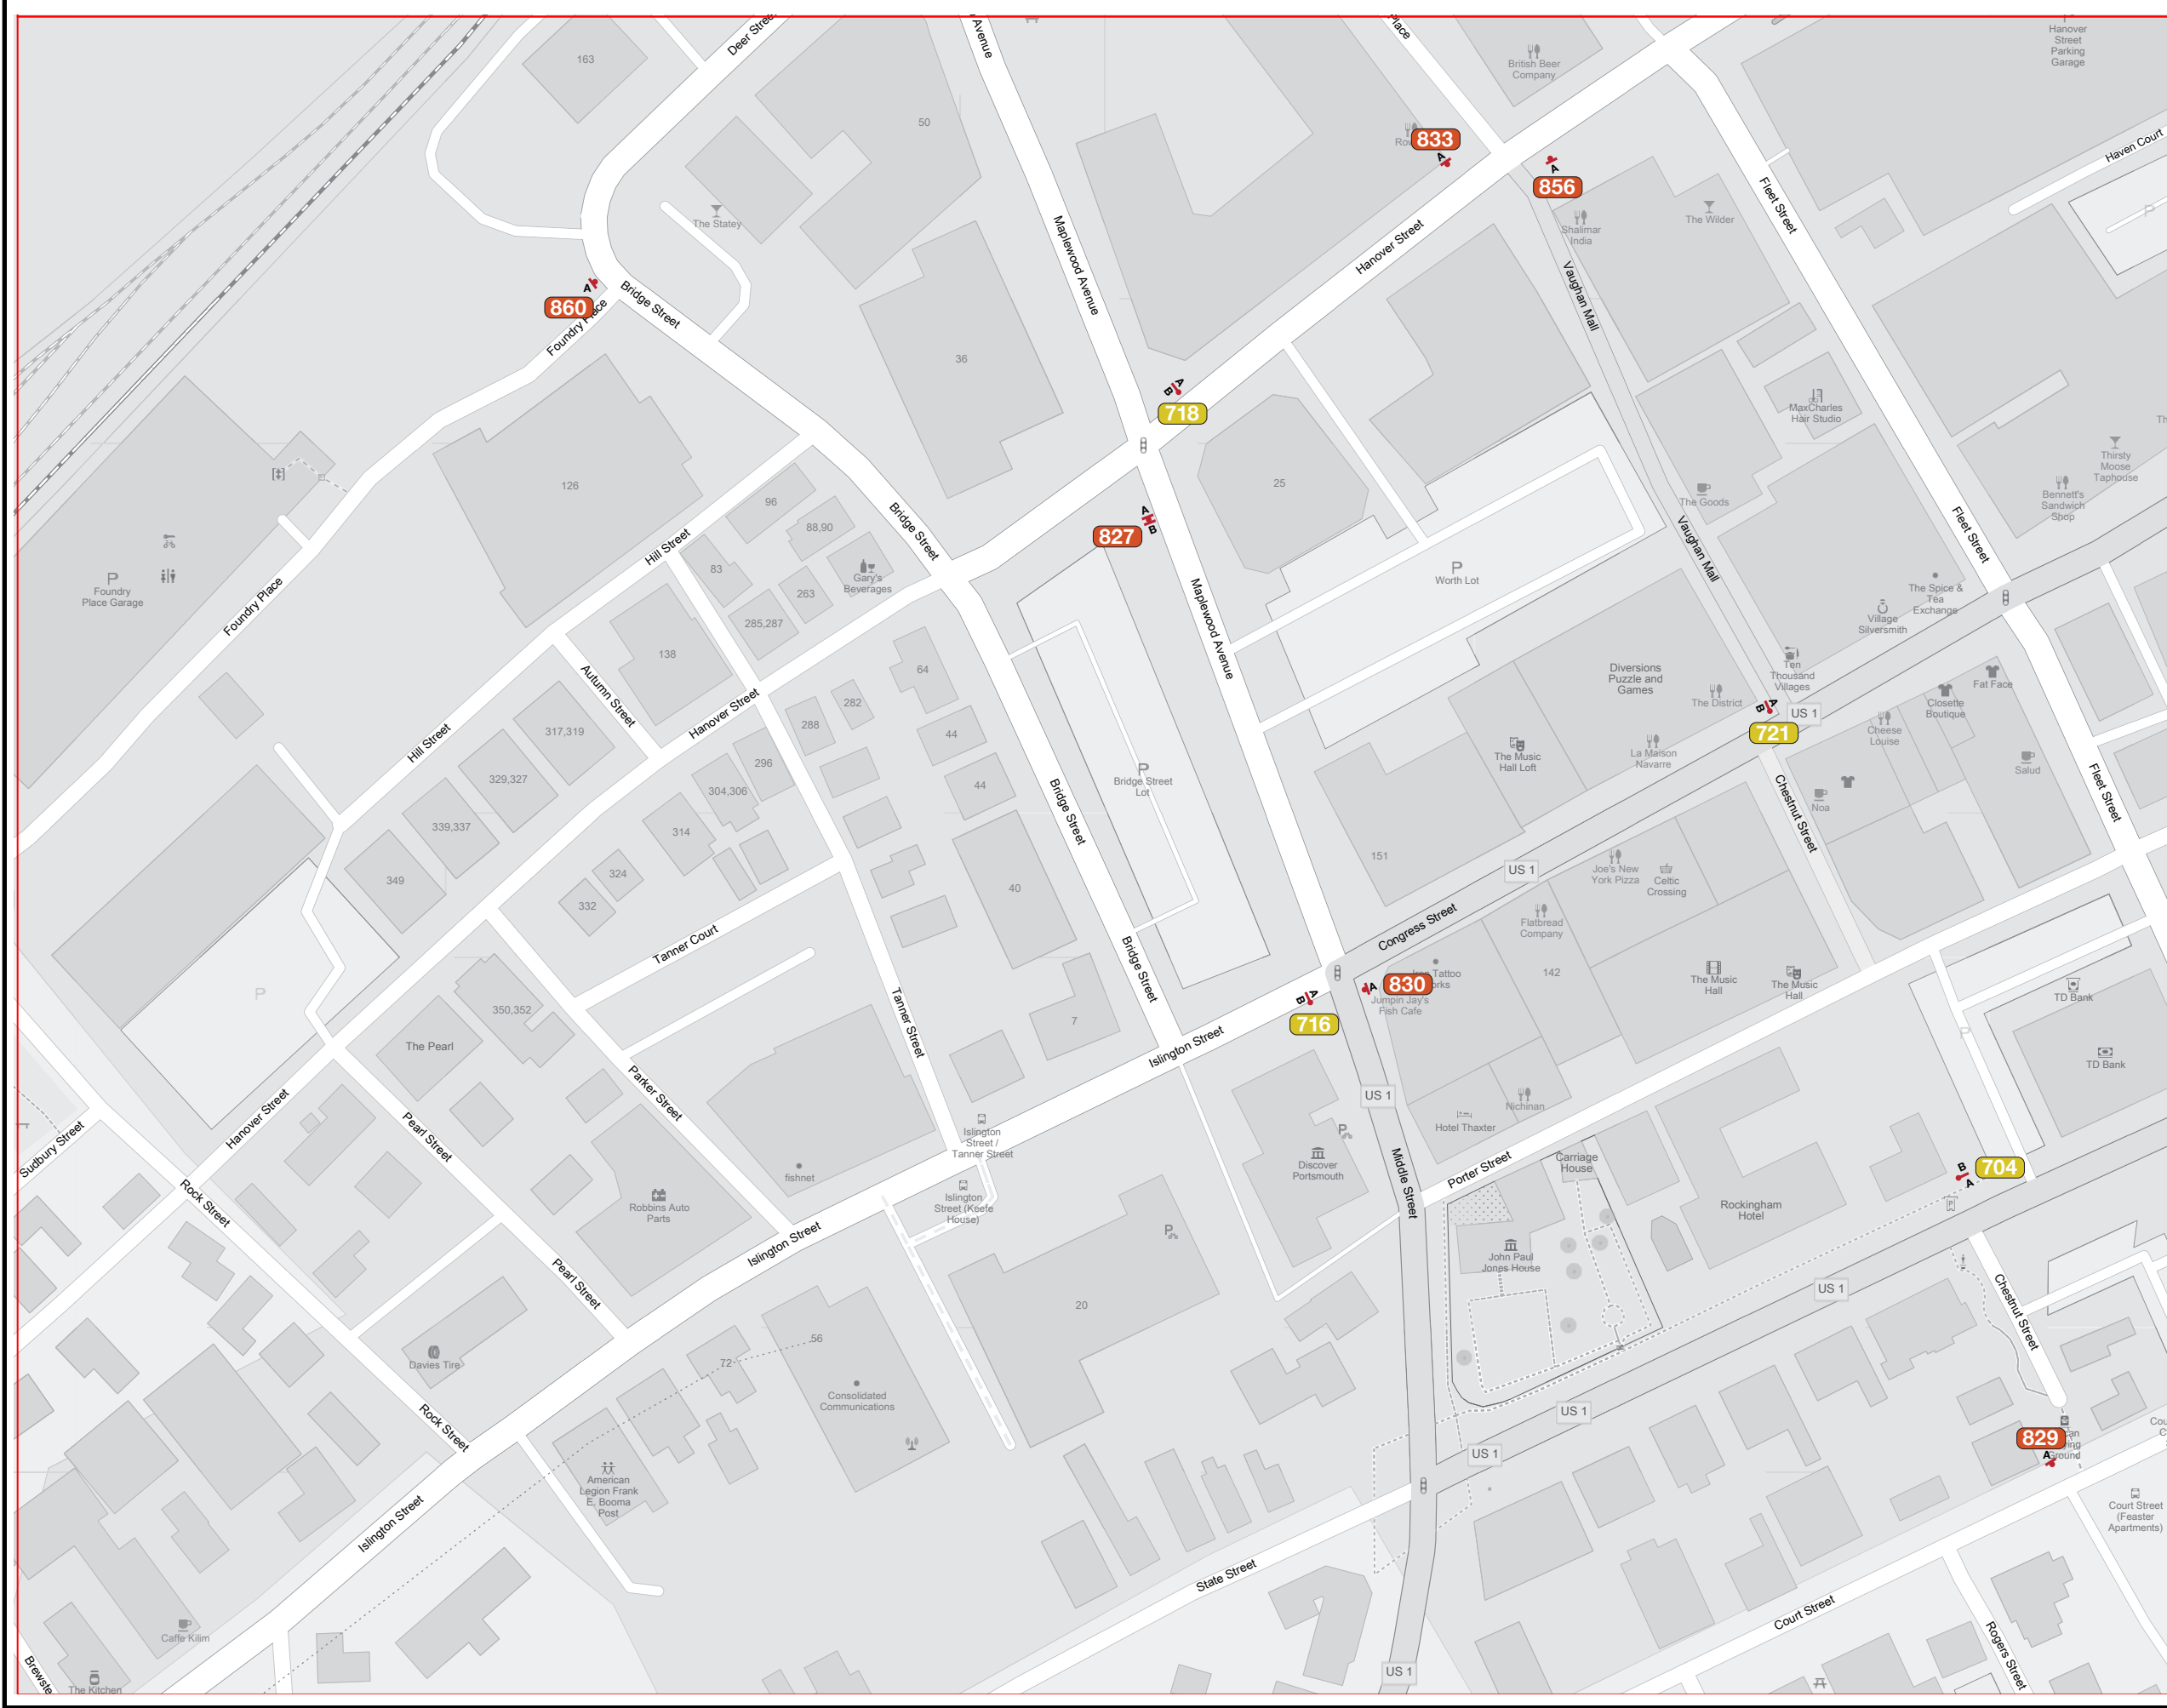 Deer Street
Avenue
Place
163
British Beer
Company
Hanover
Street
Parking
Garage
50
833
A
Haven Court
A
856
Fleet Street
The Statey
The Wilder
Shalimar
India
Maplewood Avenue
Hanover Street
Vaughan Mall
P
A
860
Bridge Street
Foundry Place
36
B A
718
MaxCharles
Hair Studio
Thirsty
Moose
Taphouse
126
96
25
The Goods
Bennett's
Sandwich
Shop
88,90
Bridge Street
A
B
827
Fleet Street
Hill Street
Vaughan Mall
83
Gary's
Beverages
P
Worth Lot
P
Foundry
Place Garage
Foundry Place
263
The Spice &
Tea
Exchange
285,287
Maplewood Avenue
Village
Silversmith
138
64
Diversions
Puzzle and
Games
Ten
Thousand
Villages
Autumn Street
Fat Face
Hanover Street
282
288
The District
B A
US 1
721
Closette
Boutique
317,319
Hill Street
44
La Maison
Navarre
Cheese
Louise
The Music
Hall Loft
296
329,327
304,306
44
P
Bridge Street
Lot
Salud
Noa
Chestnut Street
Fleet Street
339,337
314
Bridge Street
151
US 1
Joe's New
York Pizza
Celtic
Crossing
349
324
40
332
Congress Street
Flatbread
Company
Tanner Court
Bridge Street
142
The Music
Hall
The Music
Hall
P
A
830
Jumpin Jay's
Fish Cafe
TD Bank
B A
716
350,352
Tanner Street
7
P
The Pearl
Islington Street
TD Bank
Parker Street
US 1
Nichinan
Hanover Street
Hotel Thaxter
Pearl Street
Islington
Street /
Tanner Street
P
Sudbury Street
Discover
Portsmouth
Carriage
House
B
A
704
fishnet
Porter Street
Middle Street
Rock Street
Islington
Street (Keefe
House)
Robbins Auto
Parts
Rockingham
Hotel
P
Islington Street
John Paul
Jones House
Pearl Street
US 1
Chestnut Street
20
56
72
Davies Tire
Consolidated
Communications
US 1
Rock Street
829
A
Ground
US 1
American
Legion Frank
E. Booma
Post
Court Street
(Feaster
Apartments)
Islington Street
State Street
Court Street
Caffe Kilim
Rogers Street
Brewste
US 1
The Kitchen